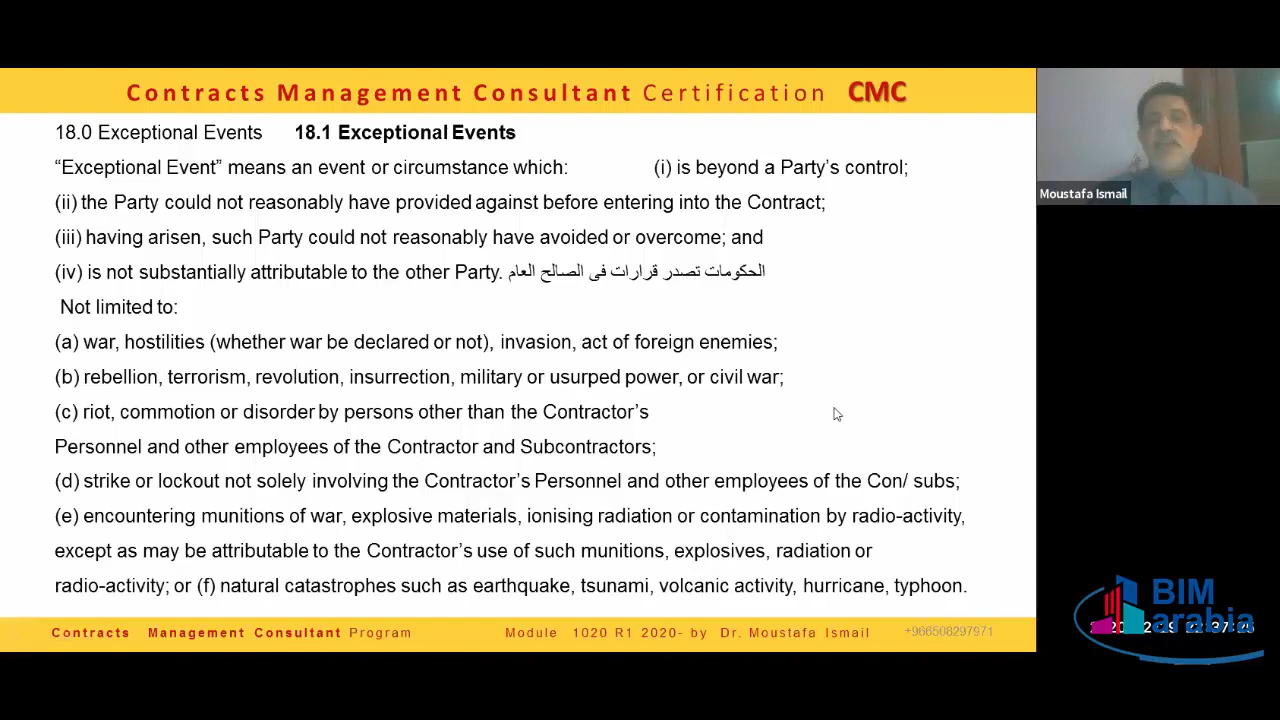 Contracts Management Consultant Certification CMC
18.0 Exceptional Events 18.1 Exceptional Events
“Exceptional Event” means an event or circumstance which: (i) is beyond a Party’s control;
(ii) the Party could not reasonably have provided against before entering into the Contract;
(iii) having arisen, such Party could not reasonably have avoided or overcome; and
(iv) is not substantially attributable to the other Party. الحكومات تصدر قرارات فى الصالح العام
Not limited to:
(a) war, hostilities (whether war be declared or not), invasion, act of foreign enemies;
(b) rebellion, terrorism, revolution, insurrection, military or usurped power, or civil war;
(c) riot, commotion or disorder by persons other than the Contractor’s
Personnel and other employees of the Contractor and Subcontractors;
(d) strike or lockout not solely involving the Contractor’s Personnel and other employees of the Con/ subs;
(e) encountering munitions of war, explosive materials, ionising radiation or contamination by radio-activity,
except as may be attributable to the Contractor’s use of such munitions, explosives, radiation or
radio-activity; or (f) natural catastrophes such as earthquake, tsunami, volcanic activity, hurricane, typhoon.
Contracts Management Consultant Program Module 1020 R1 2020- by Dr. Moustafa Ismail +966508297971
Moustafa Ismail
BIM
arabia